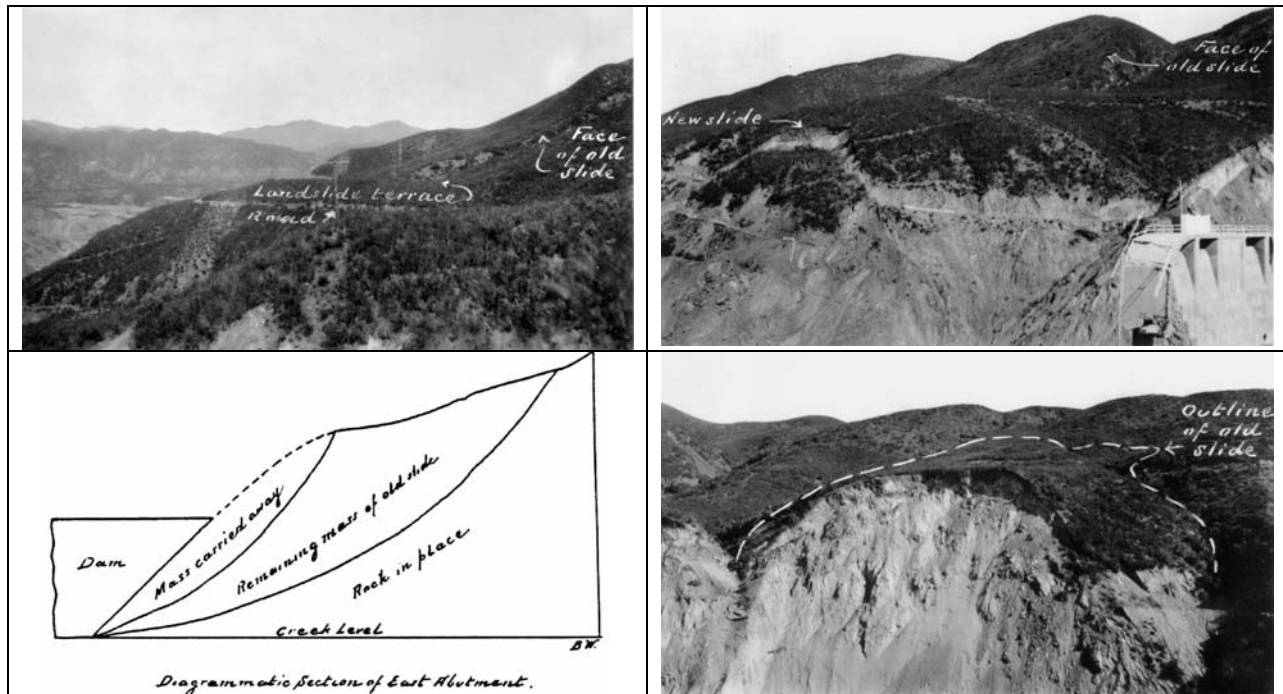 Face
of old
slide
Landslide terrace
Road
Face of
old slide
New slide
Dam
Mass carried away
Remaining mass of old slide
Rock in place
Creek Level
B.W.
Diagrammatic Section of East Abutment.
Outline
of old
slide